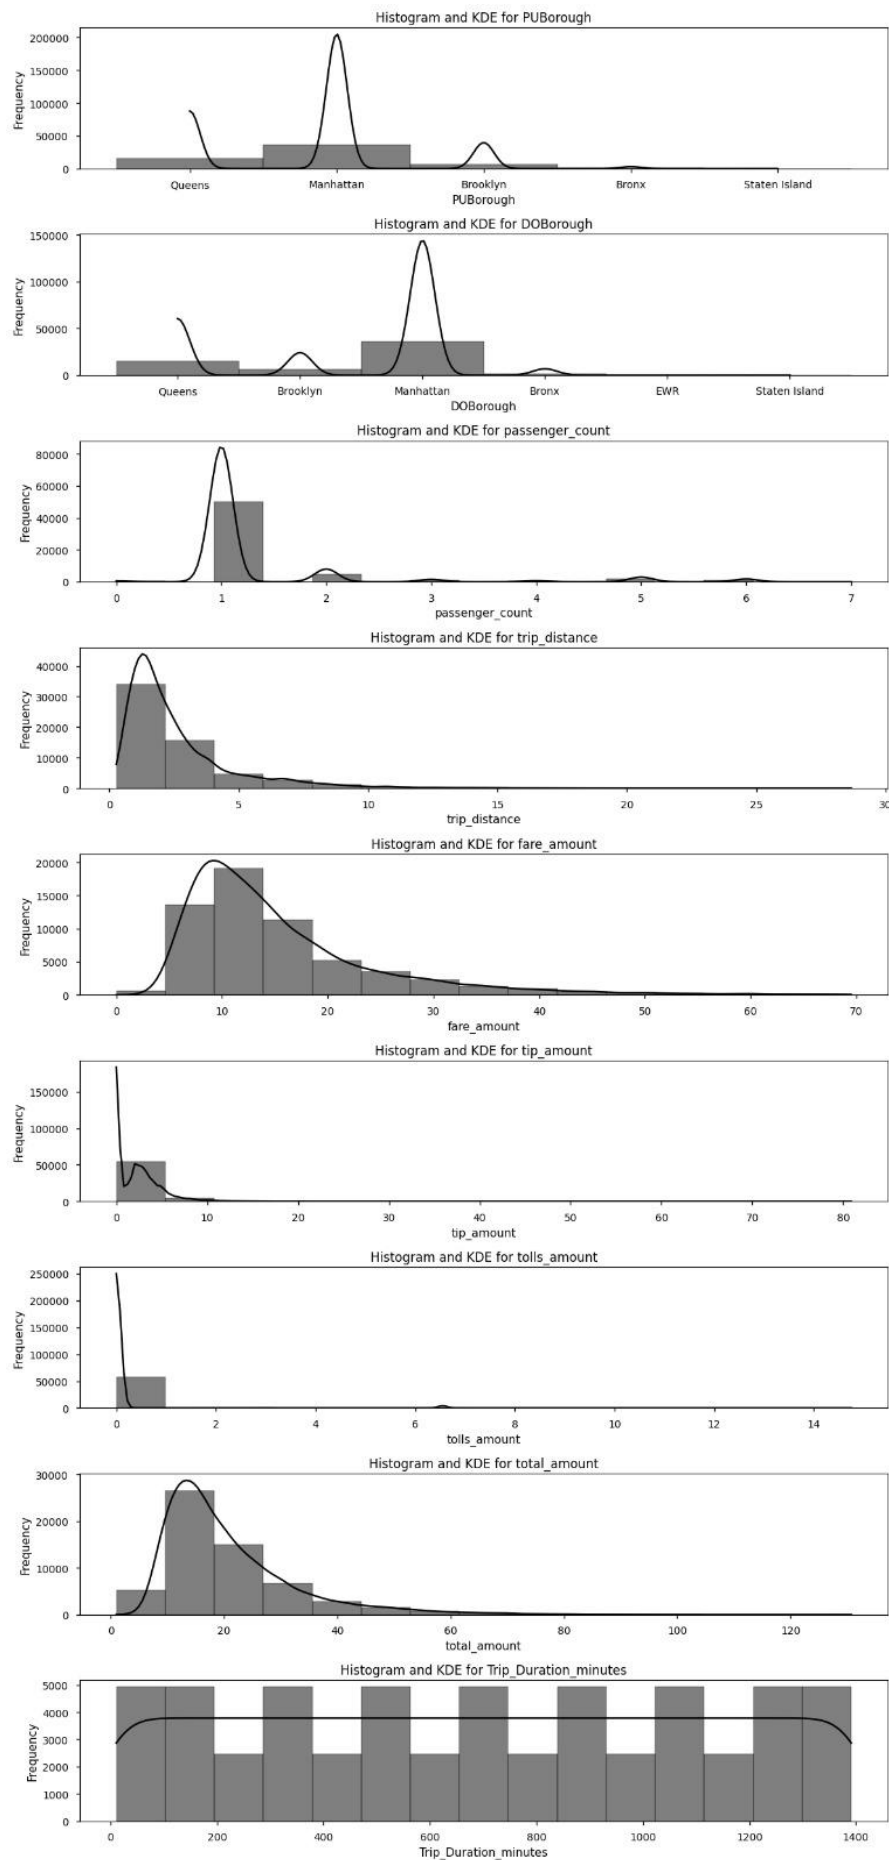 Histogram and KDE for PUBorough
200000
150000
100000
50000
0
Frequency
Queens Manhattan Brooklyn Bronx Staten Island
PUBorough
Histogram and KDE for DOBorough
150000
100000
50000
0
Frequency
Queens Brooklyn Manhattan Bronx EWR Staten Island
DOBorough
Histogram and KDE for passenger_count
80000
60000
40000
20000
0
Frequency
0 1 2 3 4 5 6 7
passenger_count
Histogram and KDE for trip_distance
40000
30000
20000
10000
0
Frequency
0 5 10 15 20 25 30
trip_distance
Histogram and KDE for fare_amount
20000
15000
10000
5000
0
Frequency
0 10 20 30 40 50 60 70
fare_amount
Histogram and KDE for tip_amount
150000
100000
50000
0
Frequency
0 10 20 30 40 50 60 70 80
tip_amount
Histogram and KDE for tolls_amount
250000
200000
150000
100000
50000
0
Frequency
0 2 4 6 8 10 12 14
tolls_amount
Histogram and KDE for total_amount
30000
20000
10000
0
Frequency
0 20 40 60 80 100 120
total_amount
Histogram and KDE for Trip_Duration_minutes
5000
4000
3000
2000
1000
0
Frequency
0 200 400 600 800 1000 1200 1400
Trip_Duration_minutes